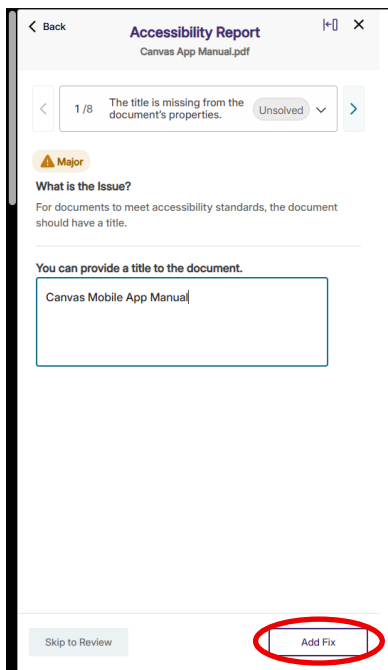 Back
Accessibility Report
Canvas App Manual.pdf
1 /8
The title is missing from the
document's properties.
Unsolved
Major
What is the Issue?
For documents to meet accessibility standards, the document
should have a title.
You can provide a title to the document.
Canvas Mobile App Manual
Skip to Review
Add Fix